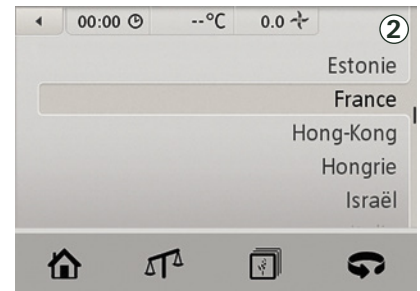 00:00 --°C 0.0 2
Estonie
France
Hong-Kong
Hongrie
Israël